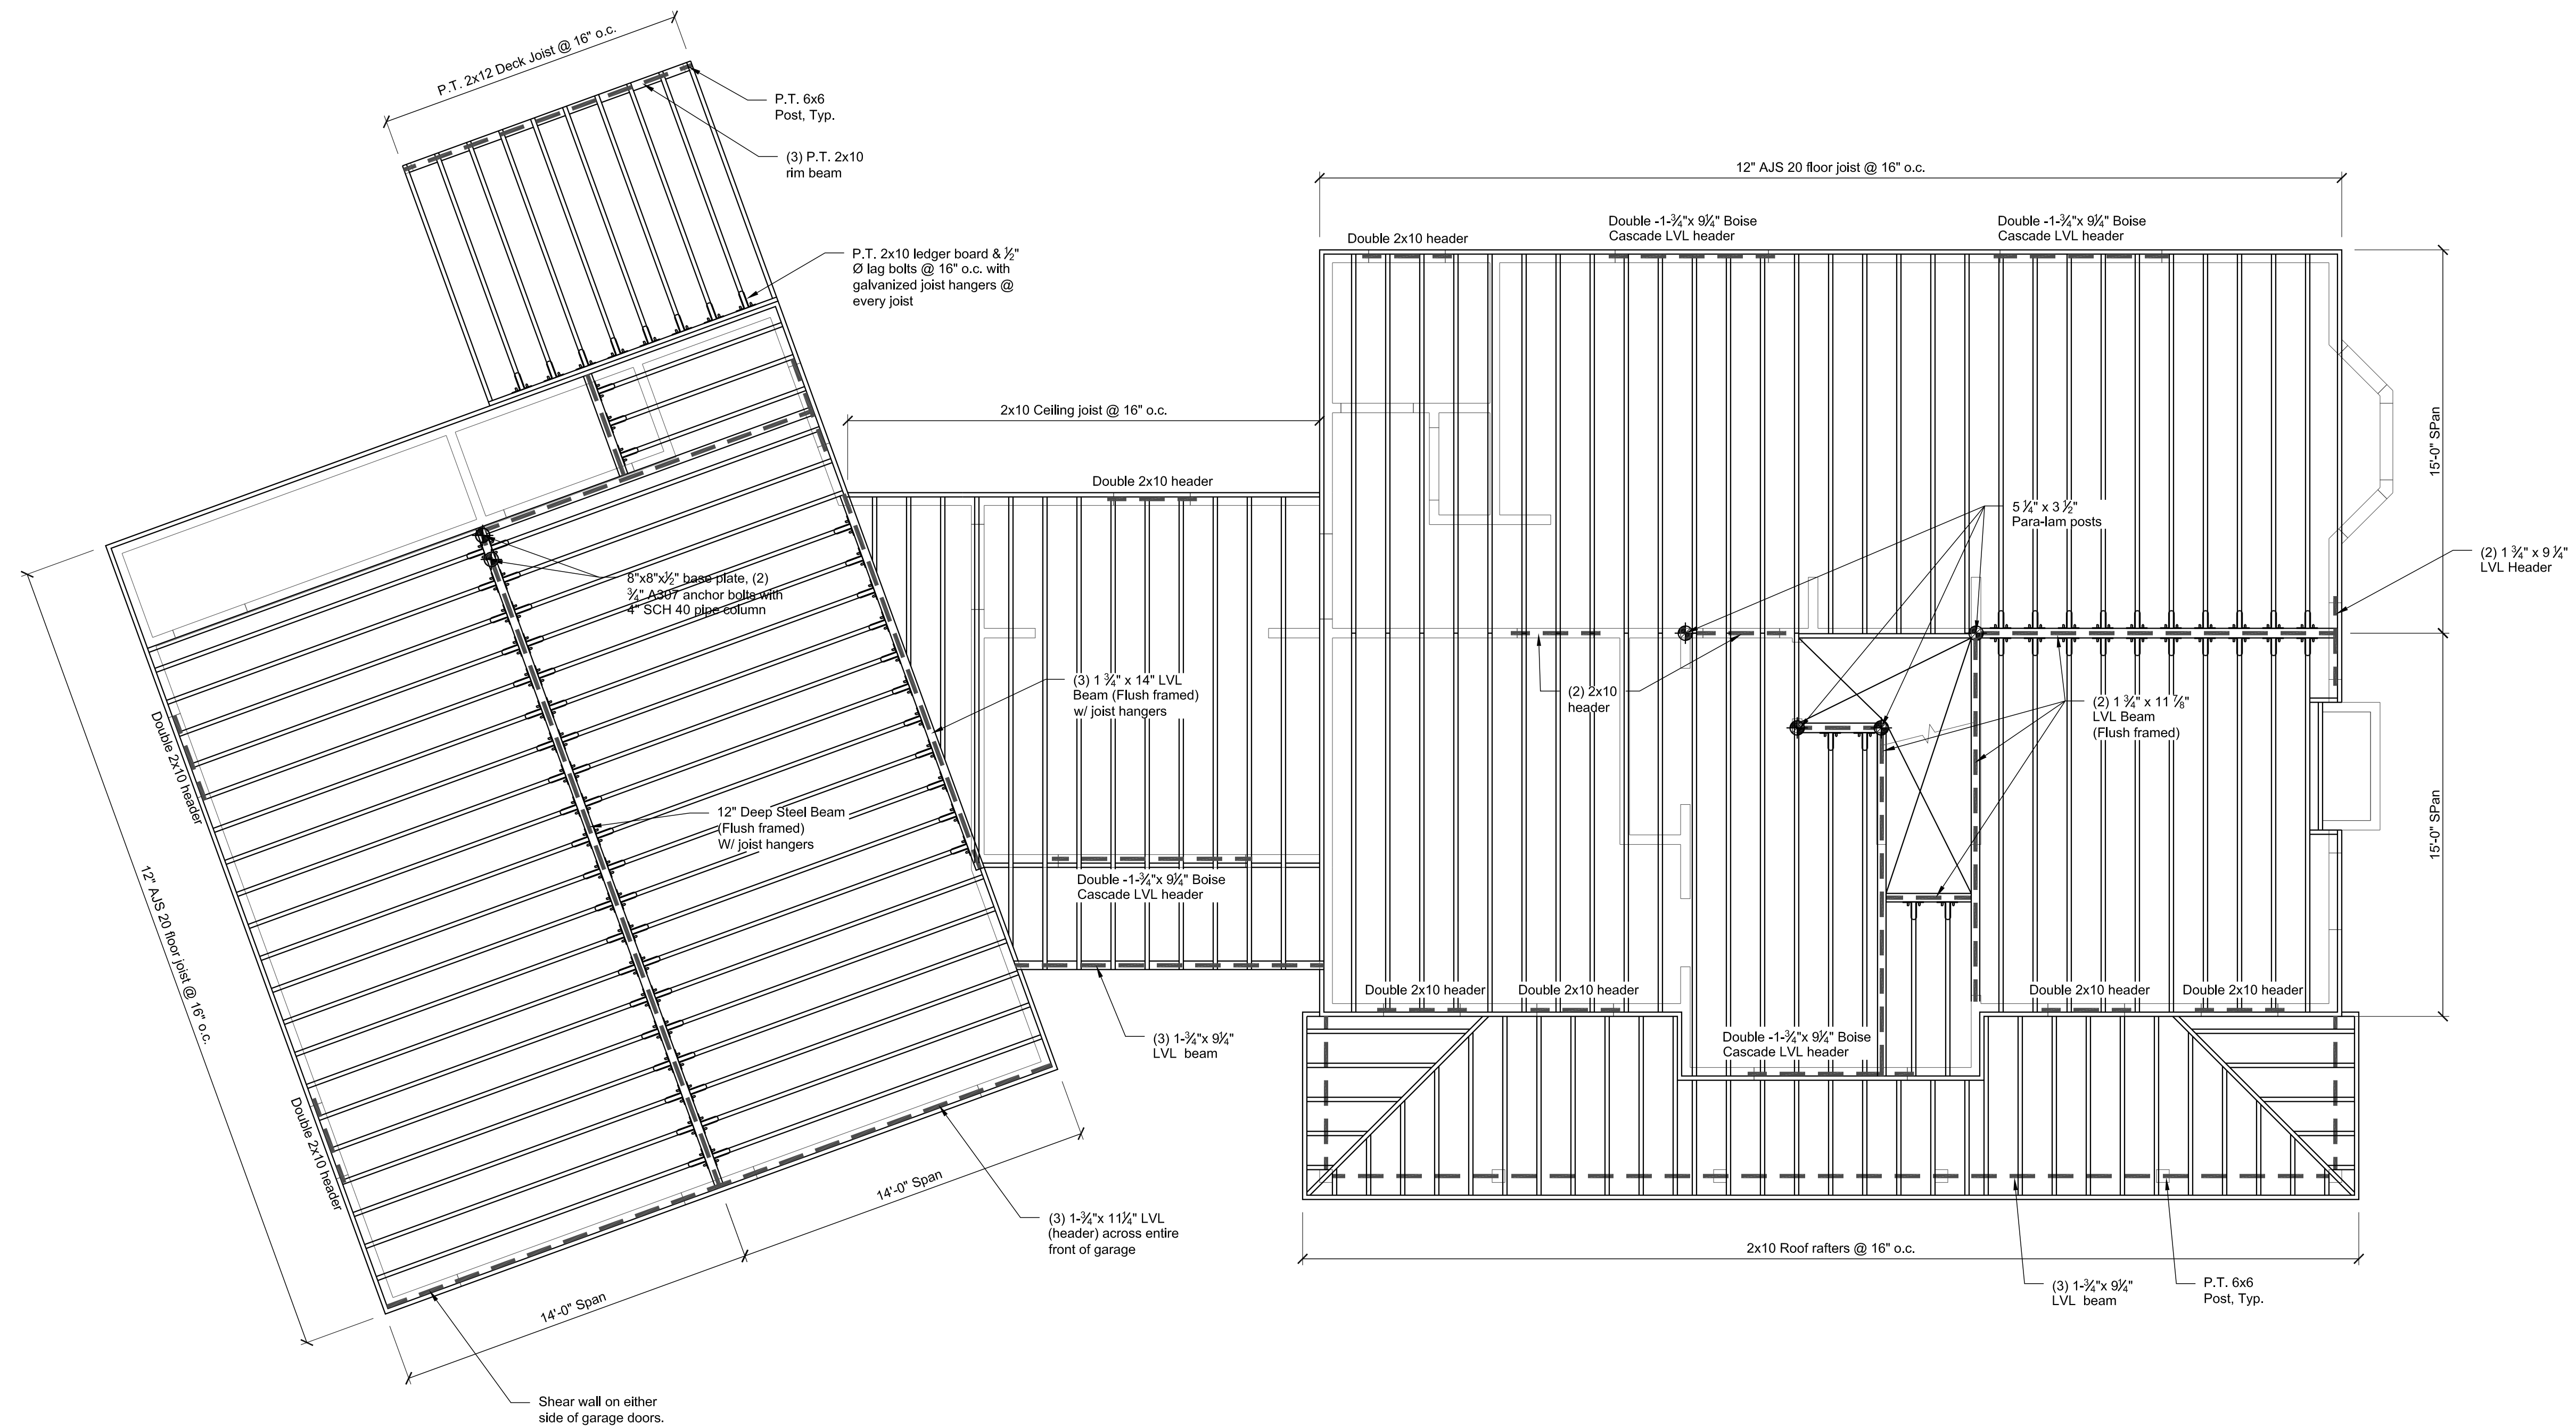 P.T. 2x12 Deck Joist @ 16" o.c.
P.T. 6x6
Post, Typ.
(3) P.T. 2x10
rim beam
P.T. 2x10 ledger board & ½"
Ø lag bolts @ 16" o.c. with
galvanized joist hangers @
every joist
12" AJS 20 floor joist @ 16" o.c.
Double 2x10 header
Double -1-¾"x 9¼" Boise
Cascade LVL header
Double -1-¾"x 9¼" Boise
Cascade LVL header
15'-0" SPan
2x10 Ceiling joist @ 16" o.c.
Double 2x10 header
5 ¼" x 3 ½"
Para-lam posts
(2) 1 ¾" x 9 ¼"
LVL Header
8"x8"x½" base plate, (2)
¾" A307 anchor bolts with
4" SCH 40 pipe column
(3) 1 ¾" x 14" LVL
Beam (Flush framed)
w/ joist hangers
(2) 2x10
header
(2) 1 ¾" x 11 ⅞"
LVL Beam
(Flush framed)
Double 2x10 header
12" Deep Steel Beam
(Flush framed)
W/ joist hangers
15'-0" SPan
Double -1-¾"x 9¼" Boise
Cascade LVL header
12" AJS 20 floor joist @ 16" o.c.
Double 2x10 header
Double 2x10 header
Double 2x10 header
Double 2x10 header
(3) 1-¾"x 9¼"
LVL beam
Double -1-¾"x 9¼" Boise
Cascade LVL header
Double 2x10 header
14'-0" Span
(3) 1-¾"x 11¼" LVL
(header) across entire
front of garage
2x10 Roof rafters @ 16" o.c.
14'-0" Span
(3) 1-¾"x 9¼"
LVL beam
P.T. 6x6
Post, Typ.
Shear wall on either
side of garage doors.